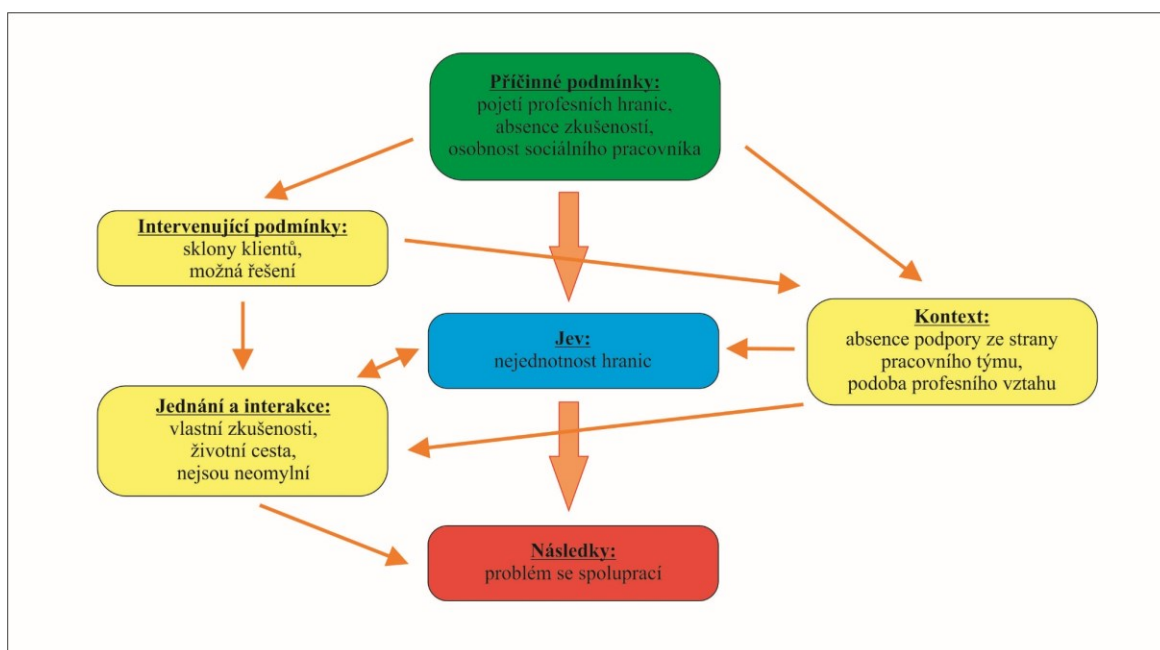 Příčinné podmínky:
pojetí profesních hranic,
absence zkušeností,
osobnost sociálního pracovníka
Intervenující podmínky:
sklony klientů,
možná řešení
Kontext:
absence podpory ze strany
pracovního týmu,
podoba profesního vztahu
Jev:
nejednotnost hranic
Jednání a interakce:
vlastní zkušenosti,
životní cesta,
nejsou neomylní
Následky:
problém se spoluprací